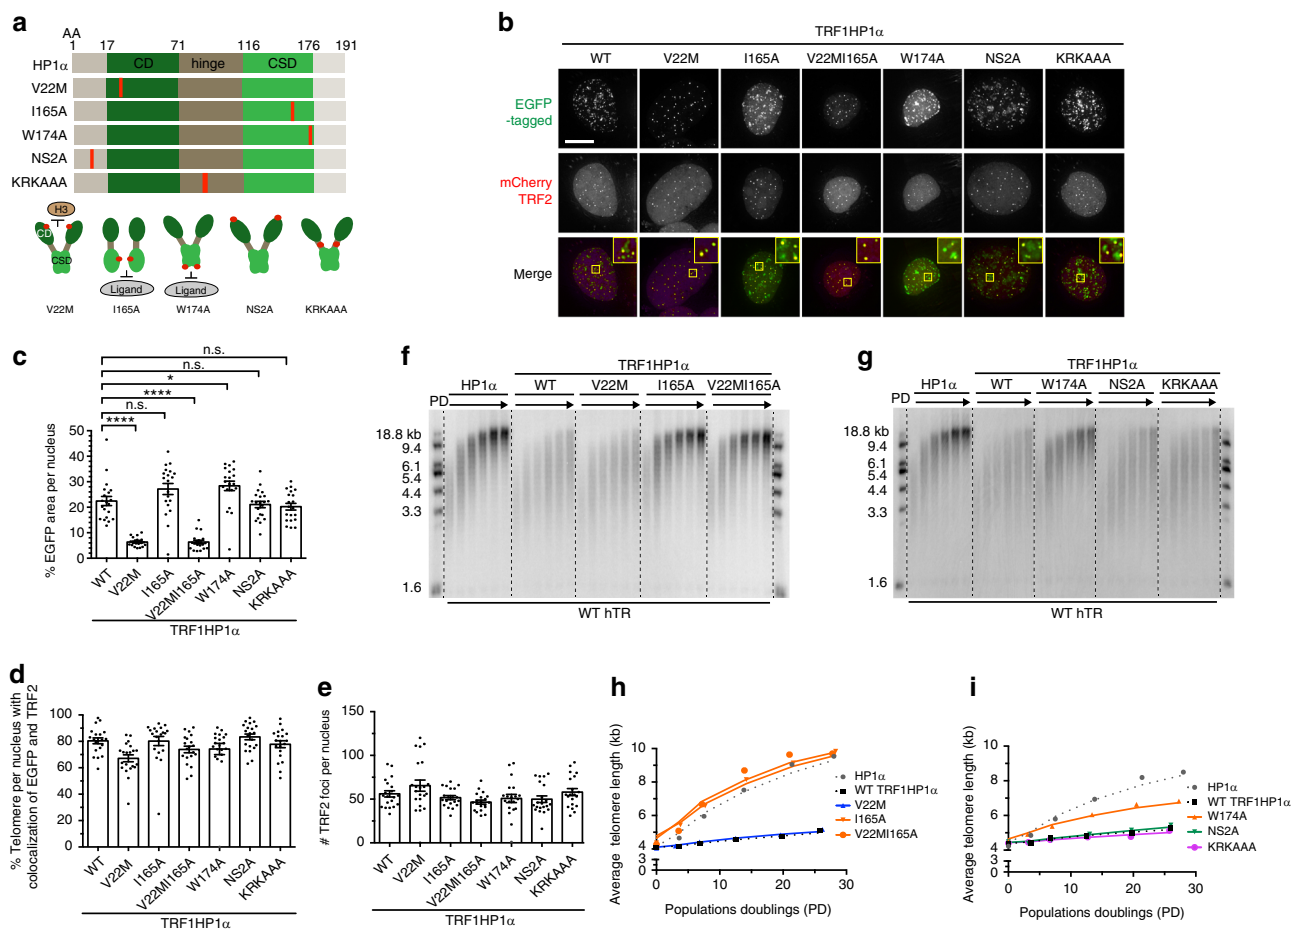 a
AA
1 17 71 116 176 191
HP1α CD hinge CSD
V22M
I165A
W174A
NS2A
KRKAAA
H3
CD
CSD
Ligand
Ligand
V22M I165A W174A NS2A KRKAAA
b
TRF1HP1α
WT V22M I165A V22MI165A W174A NS2A KRKAAA
EGFP
-tagged
mCherry
TRF2
Merge
c
n.s.
n.s.
*
****
n.s.
****
% EGFP area per nucleus
50
40
30
20
10
0
WT V22M I165A V22MI165A W174A NS2A KRKAAA
TRF1HP1α
d
% Telomere per nucleus with
colocalization of EGFP and TRF2
100
80
60
40
20
0
WT V22M I165A V22MI165A W174A NS2A KRKAAA
TRF1HP1α
e
# TRF2 foci per nucleus
150
100
50
0
WT V22M I165A V22MI165A W174A NS2A KRKAAA
TRF1HP1α
f
TRF1HP1α
HP1α WT V22M I165A V22MI165A
PD
18.8 kb
9.4
6.1
5.4
4.4
3.3
1.6
WT hTR
g
TRF1HP1α
HP1α WT W174A NS2A KRKAAA
PD
18.8 kb
9.4
6.1
5.4
4.4
3.3
1.6
WT hTR
h
Average telomere length (kb)
10
8
6
4
3
0
0 10 20 30
Populations doublings (PD)
HP1α
WT TRF1HP1α
V22M
I165A
V22MI165A
i
Average telomere length (kb)
10
8
6
4
3
0
0 10 20 30
Populations doublings (PD)
HP1α
WT TRF1HP1α
W174A
NS2A
KRKAAA